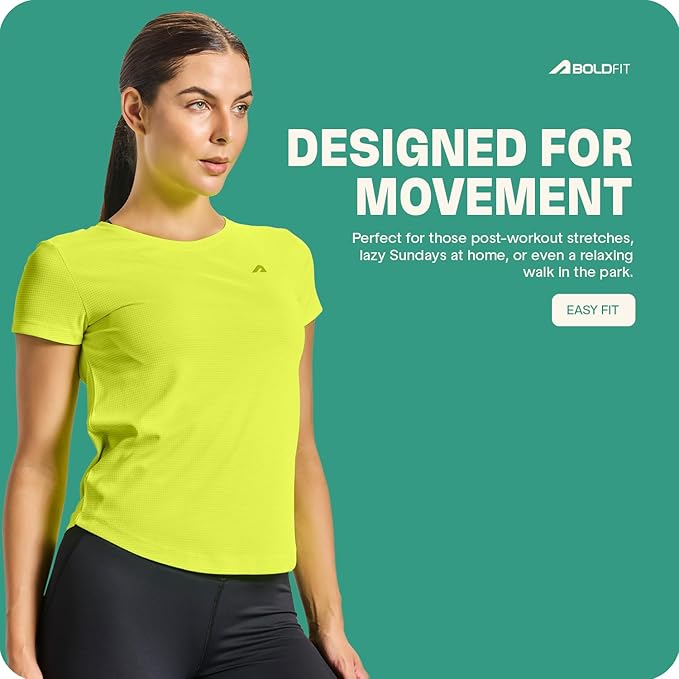 BOLDFIT
DESIGNED FOR
MOVEMENT
Perfect for those post-workout stretches,
lazy Sundays at home, or even a relaxing
walk in the park.
EASY FIT